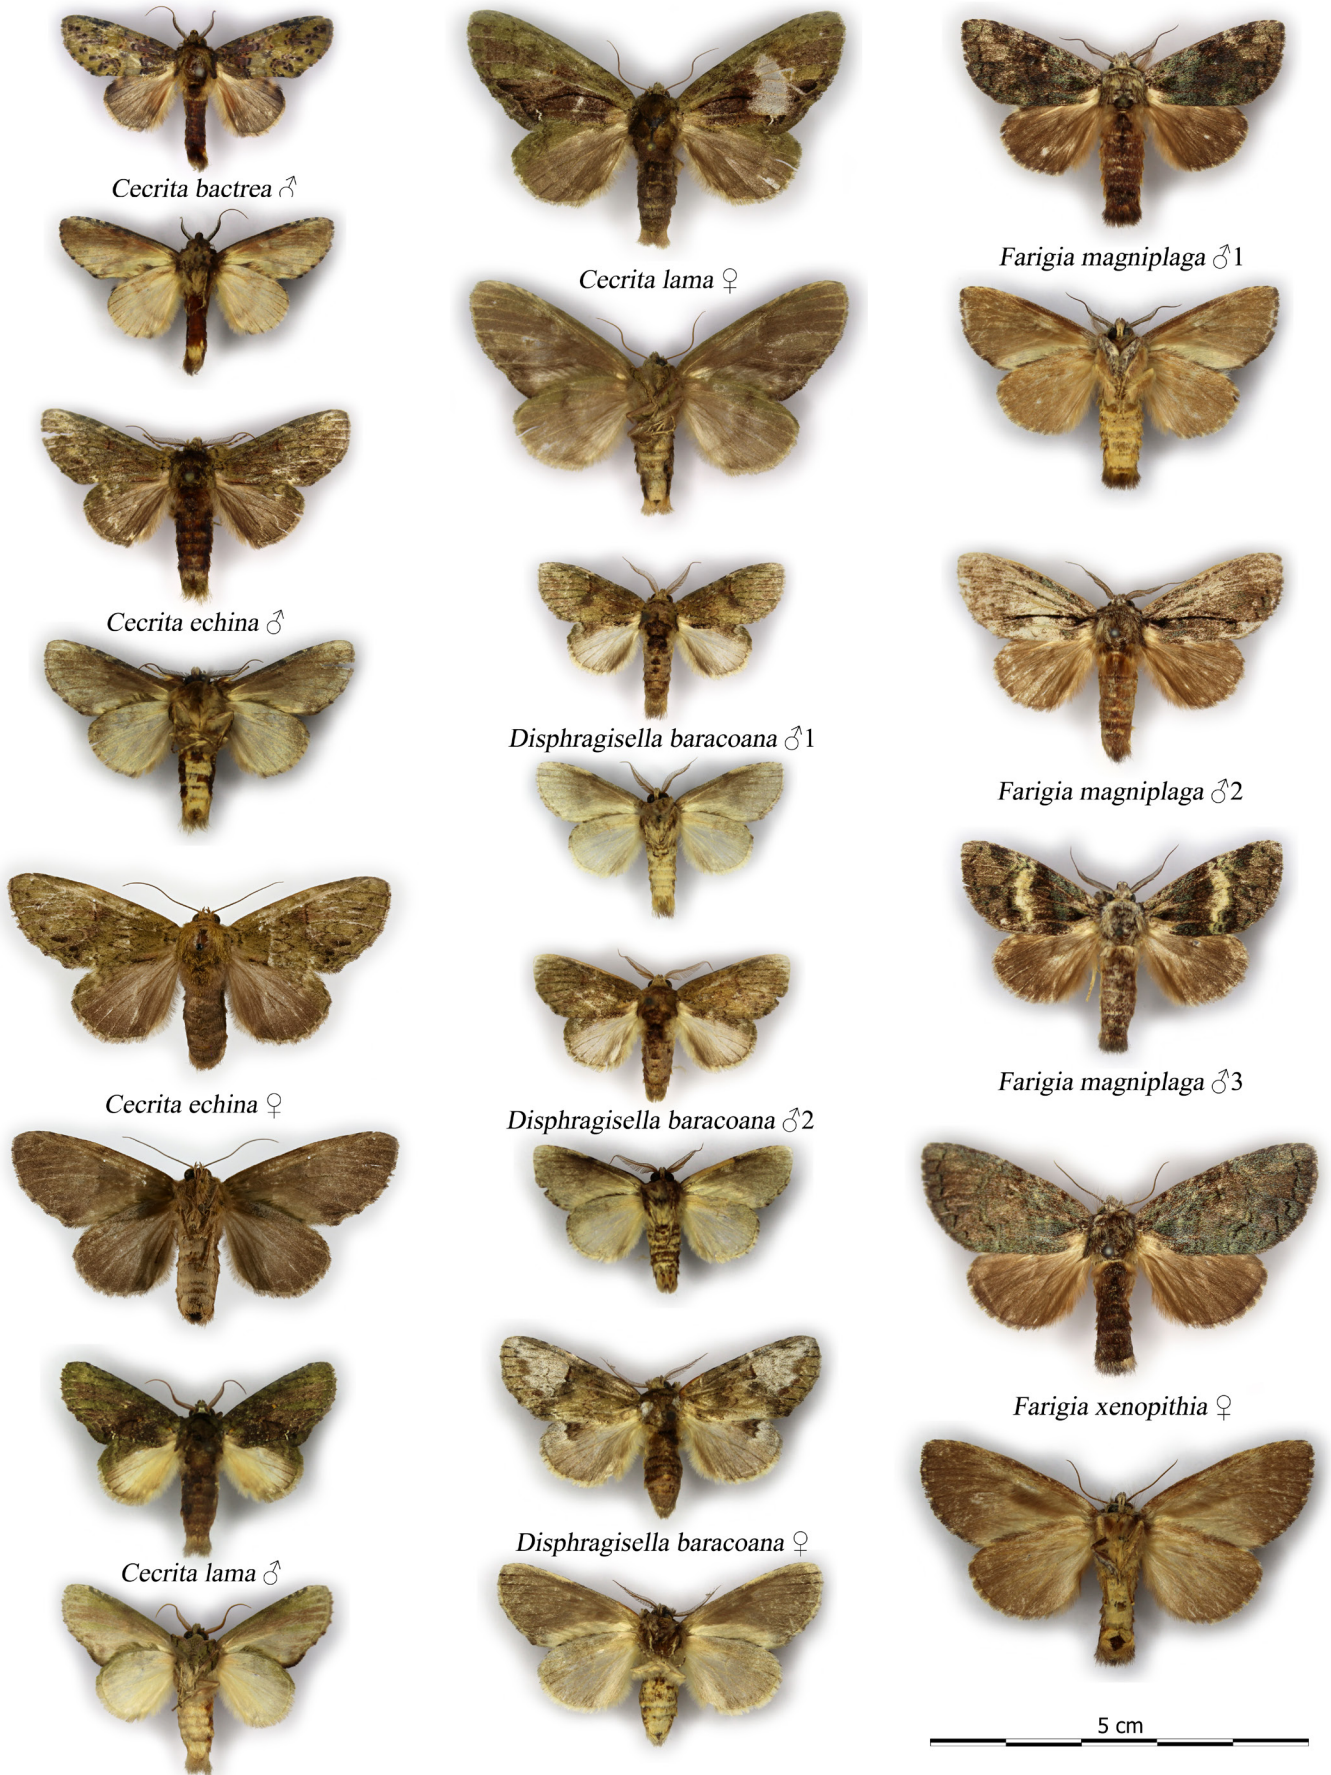 Cecrita bactrea ♂
Cecrita echina ♂
Cecrita echina ♀
Cecrita lama ♂
Cecrita lama ♀
Disphragisella baracoana ♂1
Disphragisella baracoana ♂2
Disphragisella baracoana ♀
Farigia magniplaga ♂1
Farigia magniplaga ♂2
Farigia magniplaga ♂3
Farigia xenopithia ♀
5 cm